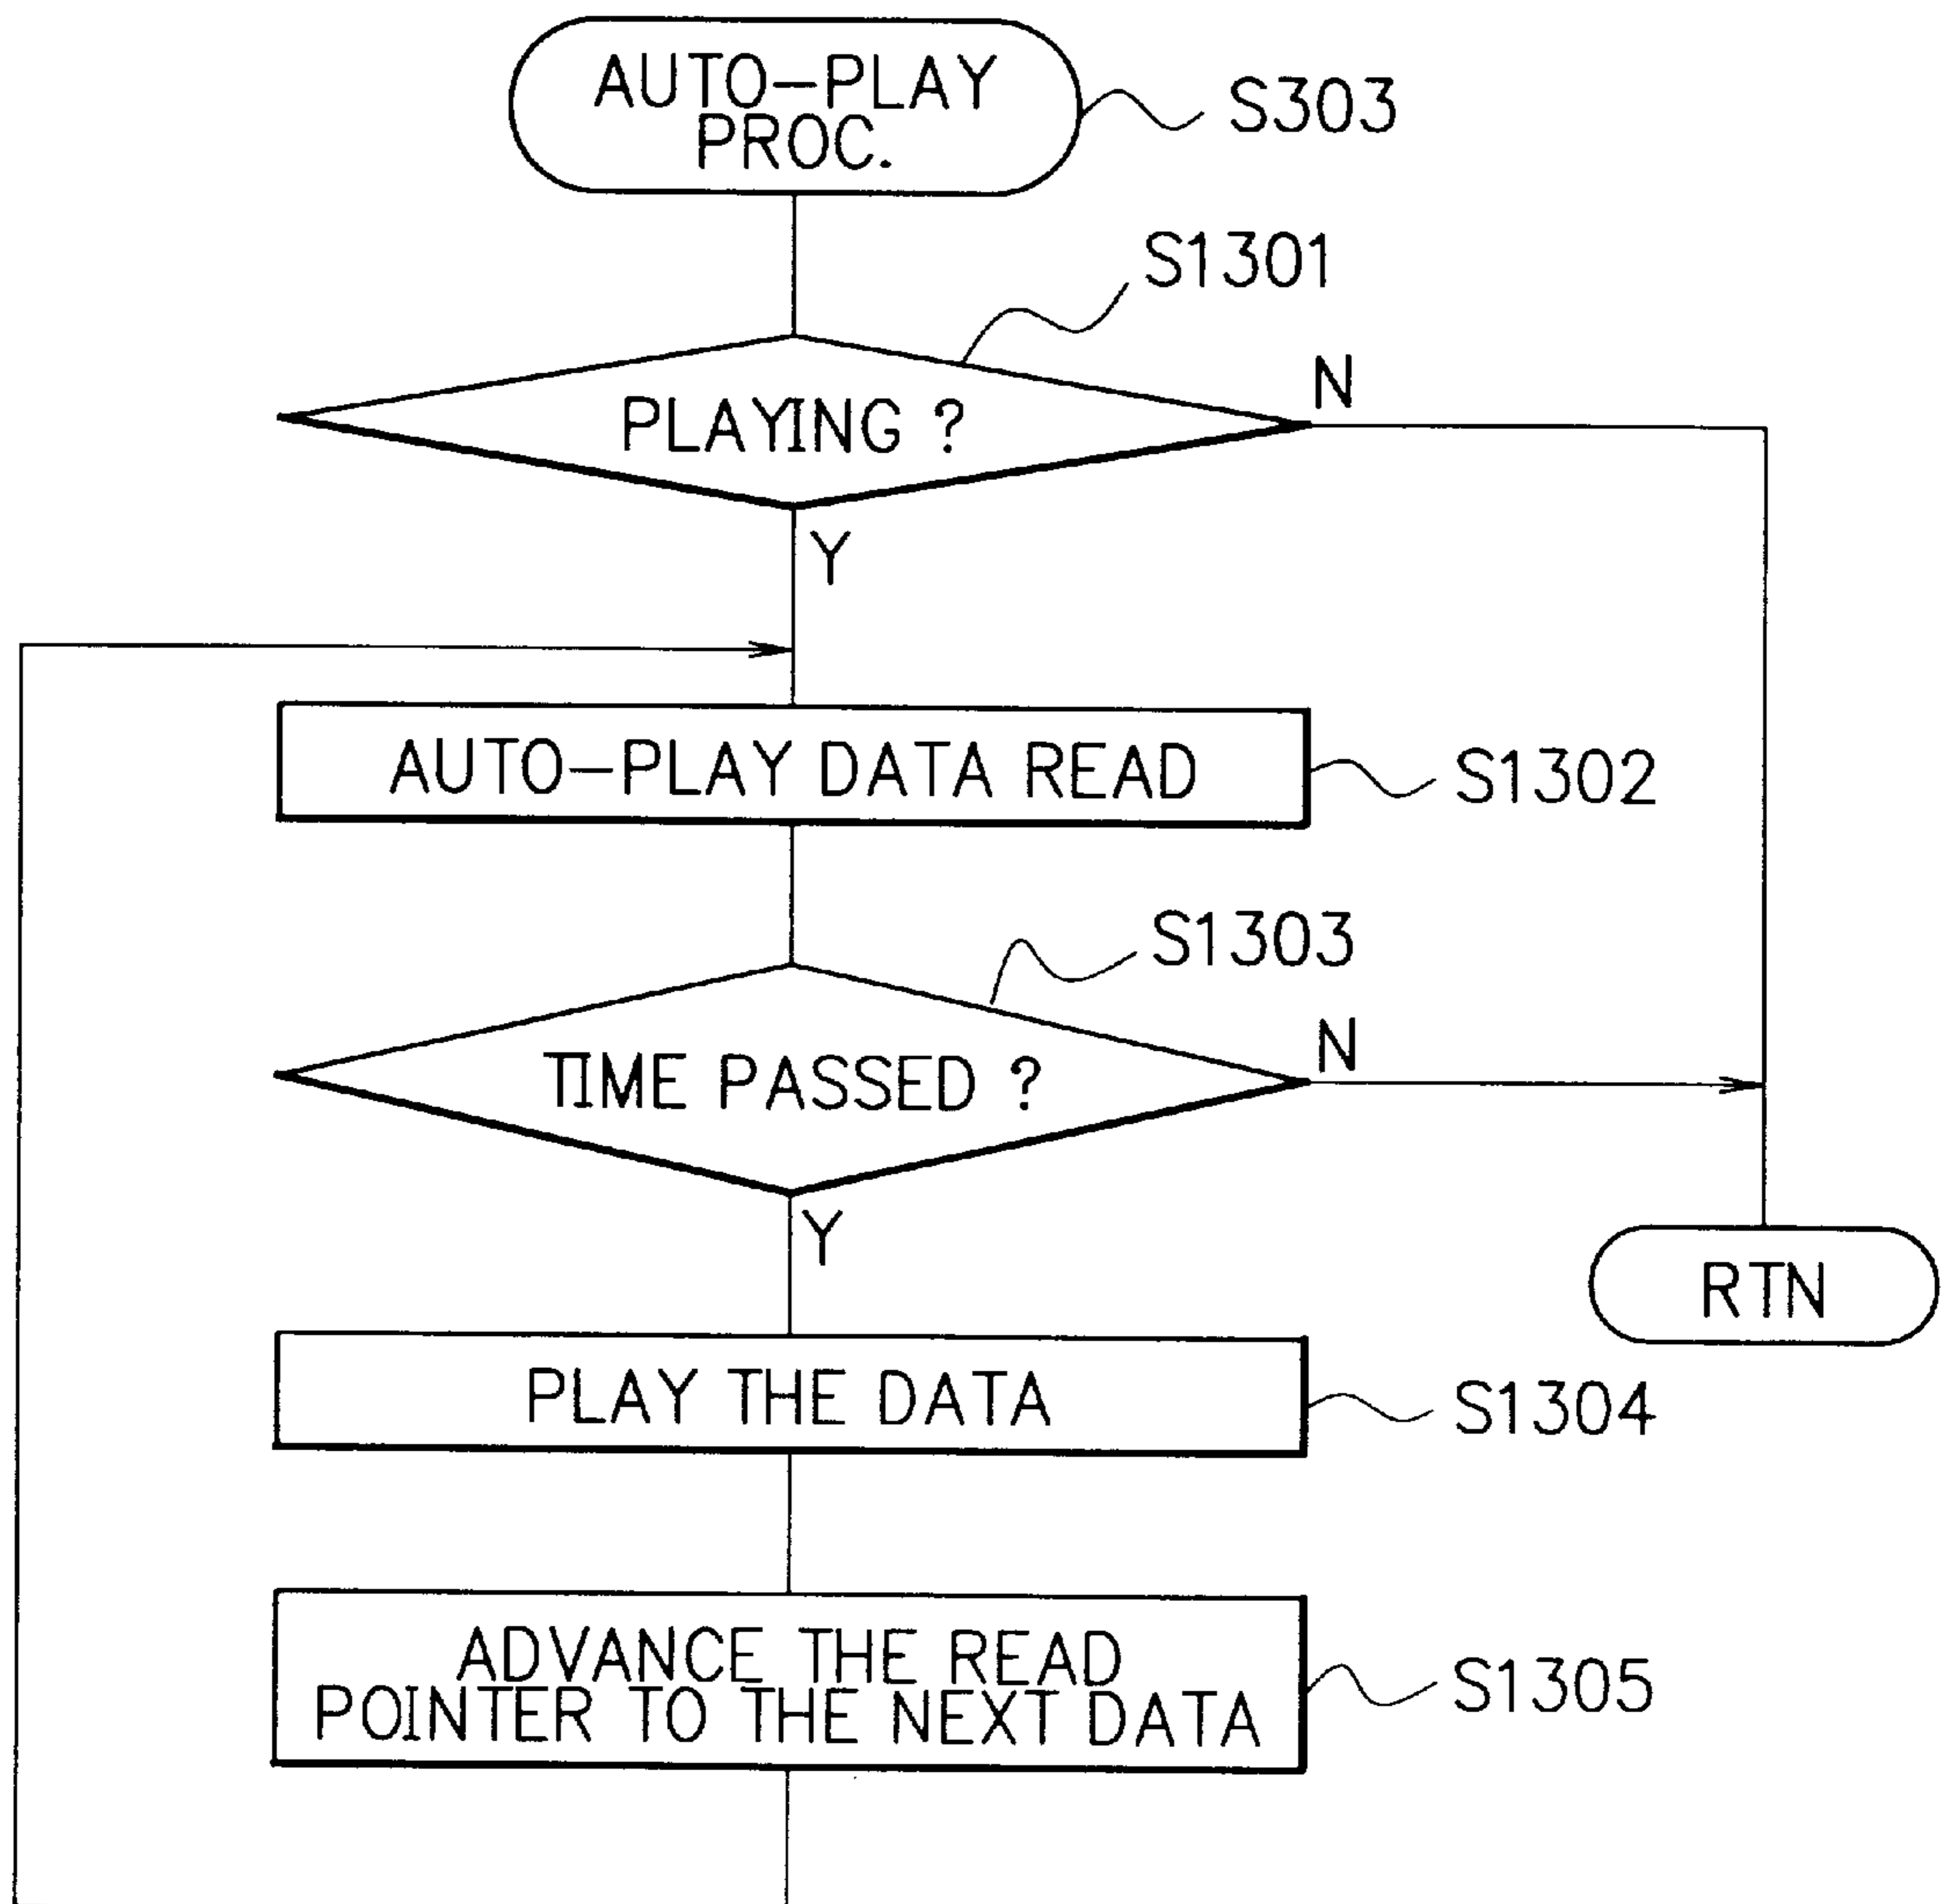 AUTO-PLAY
PROC.
S303
S1301
PLAYING ?
N
Y
AUTO-PLAY DATA READ
S1302
S1303
TIME PASSED ?
N
Y
RTN
PLAY THE DATA
S1304
ADVANCE THE READ
POINTER TO THE NEXT DATA
S1305